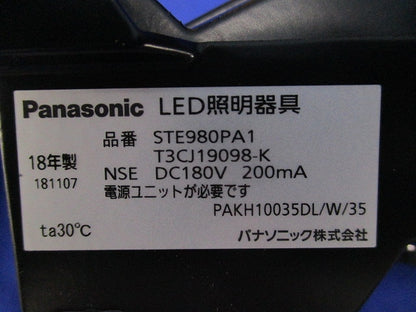 Panasonic LED照明器具
品番 STE980PA1
18年製 T3CJ19098-K
181107 NSE DC180V 200mA
電源ユニットが必要です
PAKH10035DL/W/35
ta30℃ パナソニック株式会社